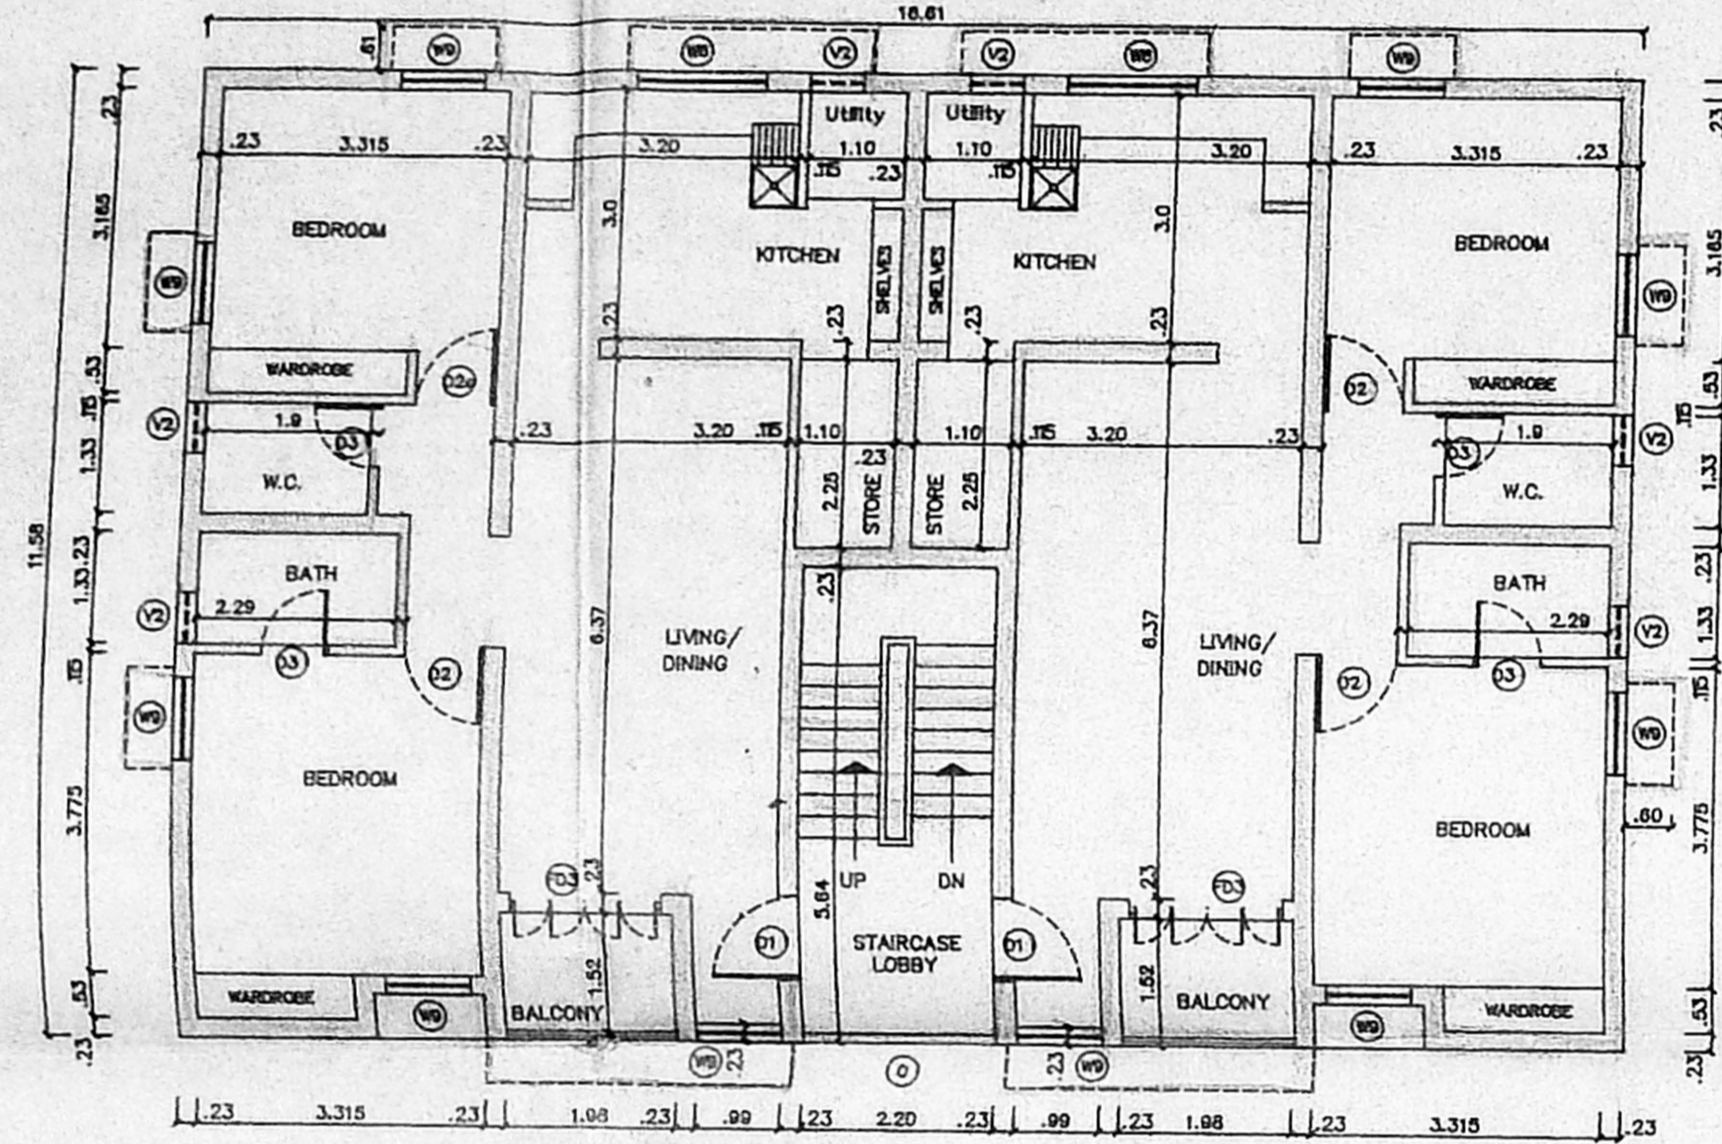 16.61
.61
W9
W6
V3
V3
W6
W9
.23
.23
Utility
Utility
.23
3.315
.23
3.20
1.10
1.10
3.20
.23
3.315
.23
.115
.23
.115
3.165
3.0
3.0
3.165
BEDROOM
KITCHEN
SHELVES
SHELVES
KITCHEN
BEDROOM
W9
W9
.23
.23
.23
.23
.53
WARDROBE
D2a
D2
WARDROBE
.53
.115
.115
V2
1.9
D3
.23
3.20
.115
1.10
1.10
.115
3.20
.23
D3
1.9
V2
1.33
W.C.
2.25
.23
STORE
STORE
2.25
W.C.
1.33
11.58
.23
.23
BATH
.23
BATH
1.33
1.33
2.29
2.29
V2
6.37
LIVING/
DINING
6.37
LIVING/
DINING
V2
D3
D2
D2
D3
.115
.115
W9
W9
BEDROOM
3.775
.60
BEDROOM
3.775
FD3
.23
UP
DN
.23
FD3
5.64
D1
STAIRCASE
LOBBY
D1
.53
WARDROBE
W9
1.52
BALCONY
1.52
BALCONY
W9
WARDROBE
.53
.23
W9
.23
O
.23
W9
.23
.23
3.315
.23
1.98
.23
.99
.23
2.20
.23
.99
.23
1.98
.23
3.315
.23